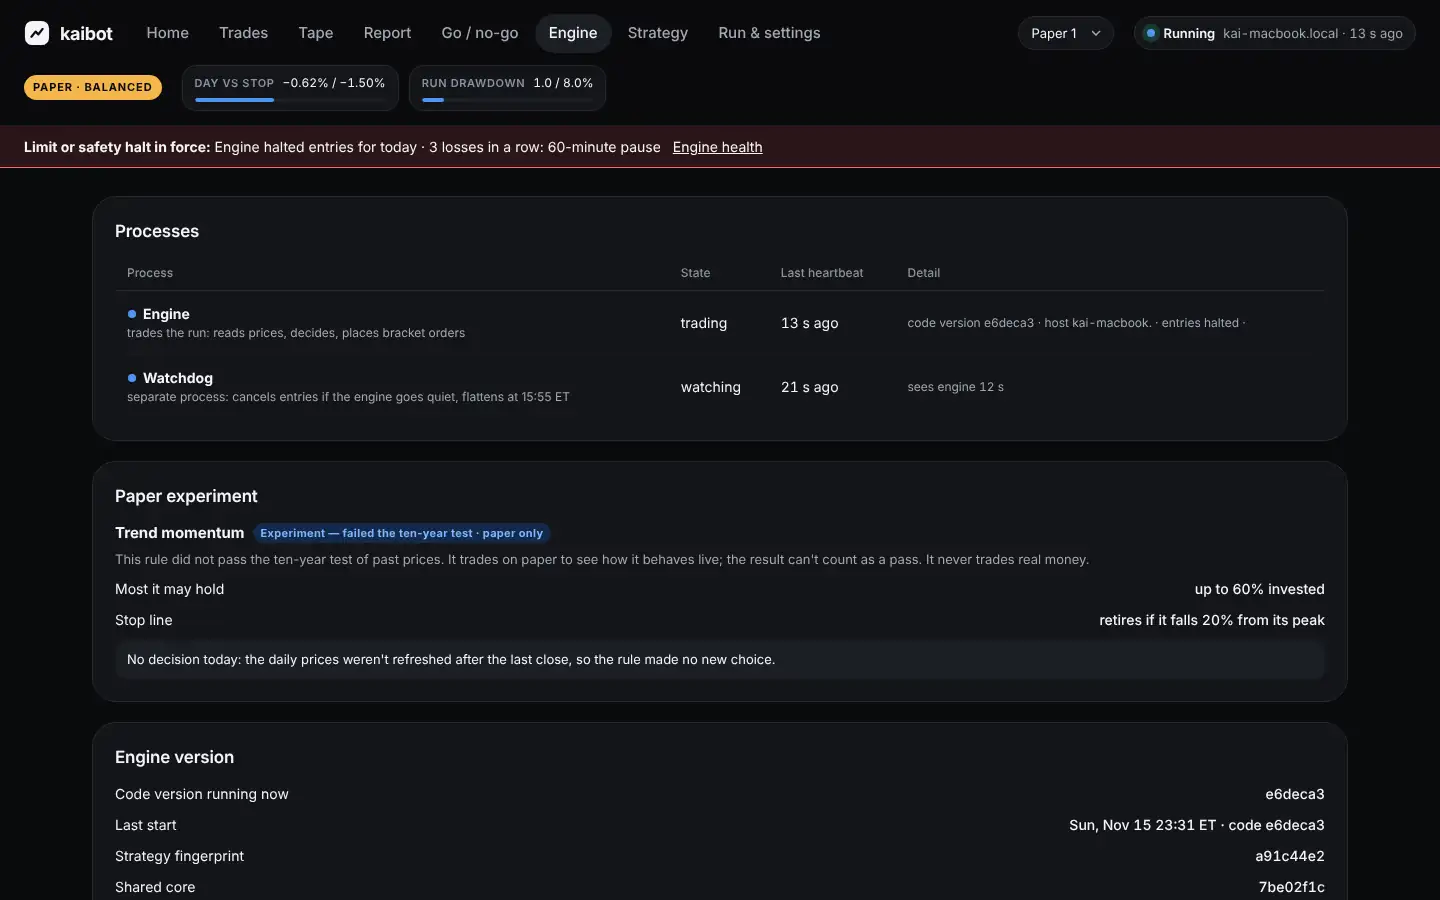 kaibot Home Trades Tape Report Go / no-go Engine Strategy Run & settings Paper 1 Running kai-macbook.local · 13 s ago
PAPER · BALANCED DAY VS STOP −0.62% / −1.50% RUN DRAWDOWN 1.0 / 8.0%
Limit or safety halt in force: Engine halted entries for today · 3 losses in a row: 60-minute pause Engine health
Processes
Process State Last heartbeat Detail
Engine
trades the run: reads prices, decides, places bracket orders
trading 13 s ago code version e6deca3 · host kai-macbook. · entries halted ·
Watchdog
separate process: cancels entries if the engine goes quiet, flattens at 15:55 ET
watching 21 s ago sees engine 12 s
Paper experiment
Trend momentum Experiment — failed the ten-year test · paper only
This rule did not pass the ten-year test of past prices. It trades on paper to see how it behaves live; the result can't count as a pass. It never trades real money.
Most it may hold up to 60% invested
Stop line retires if it falls 20% from its peak
No decision today: the daily prices weren't refreshed after the last close, so the rule made no new choice.
Engine version
Code version running now e6deca3
Last start Sun, Nov 15 23:31 ET · code e6deca3
Strategy fingerprint a91c44e2
Shared core 7be02f1c